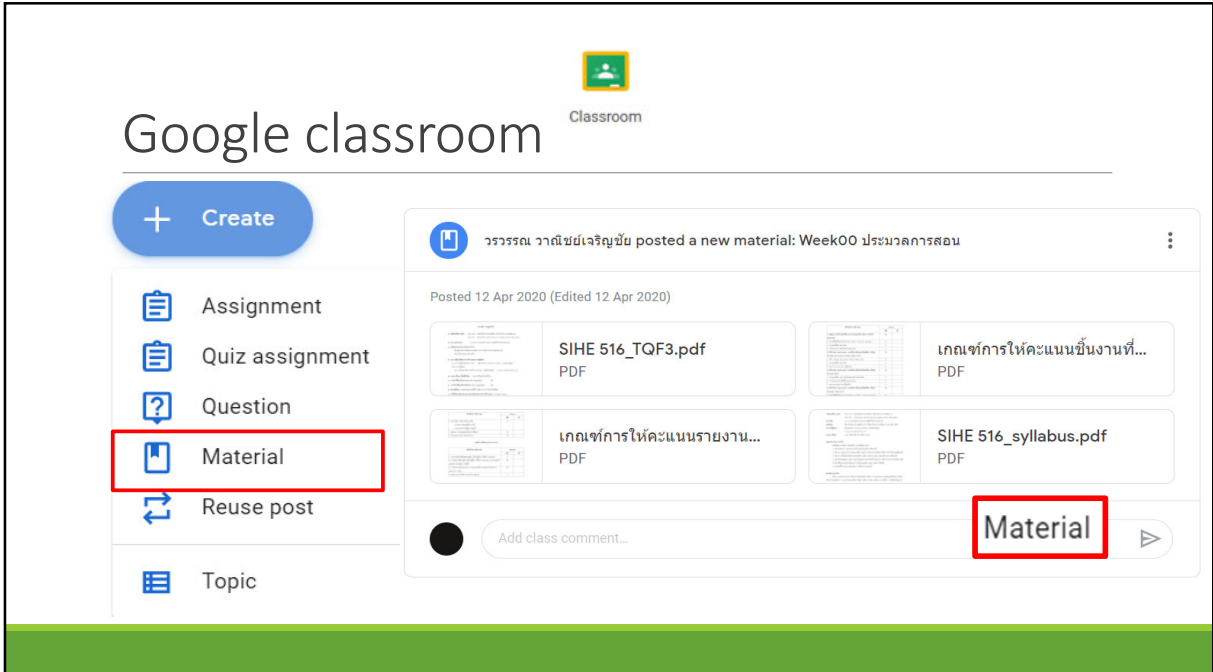 Classroom
Google classroom
Create
Assignment
Quiz assignment
Question
Material
Reuse post
Topic
วรวรรณ วาณิชย์เจริญชัย posted a new material: Week00 ประมวลการสอน
Posted 12 Apr 2020 (Edited 12 Apr 2020)
SIHE 516_TQF3.pdf
PDF
เกณฑ์การให้คะแนนชิ้นงานที่...
PDF
เกณฑ์การให้คะแนนรายงาน...
PDF
SIHE 516_syllabus.pdf
PDF
Add class comment...
Material